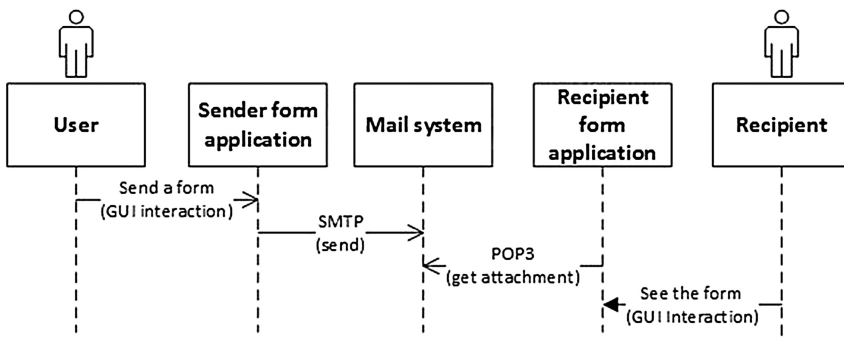 User
Sender form
application
Mail system
Recipient
form
application
Recipient
Send a form
(GUI interaction)
SMTP
(send)
POP3
(get attachment)
See the form
(GUI Interaction)